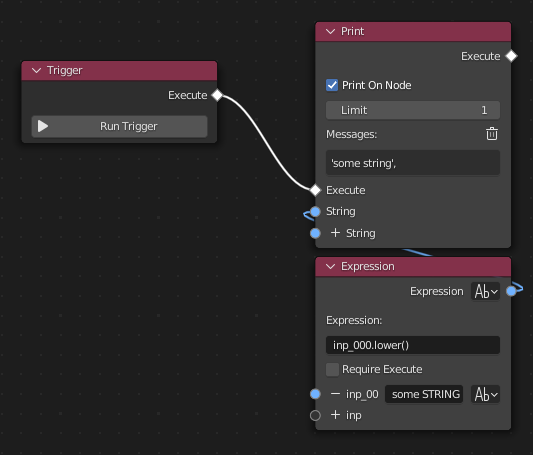 Trigger
Execute
Run Trigger
Print
Execute
Print On Node
Limit 1
Messages:
'some string',
Execute
String
+ String
Expression
Expression Ab
Expression:
inp_000.lower()
Require Execute
− inp_00 some STRING Ab
+ inp